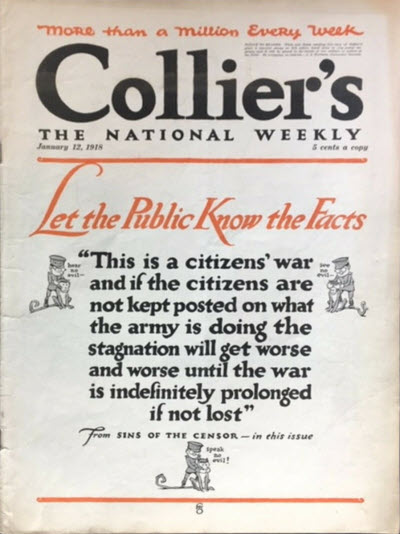 More than a Million Every Week
Collier's
THE NATIONAL WEEKLY
January 12, 1918
5 cents a copy
Let the Public Know the Facts
"This is a citizens' war
and if the citizens are
not kept posted on what
the army is doing the
stagnation will get worse
and worse until the war
is indefinitely prolonged
if not lost"
hear
no
evil—
see
no
evil—
From SINS OF THE CENSOR — in this issue
speak
no
evil!